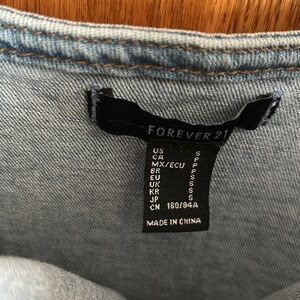 FOREVER 21
US S
CA P
MX/ECU P
BR P
EU S
UK S
KR S
JP S
CN 160/84A
MADE IN CHINA